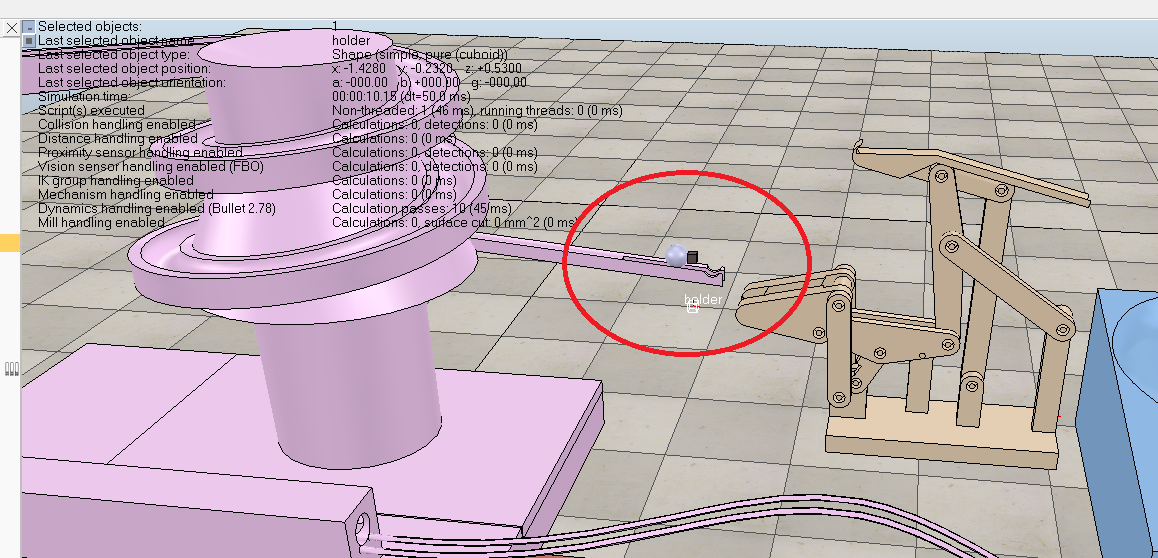 Selected objects: 1
Last selected object name holder
Last selected object type: Shape (simple, pure (cuboid))
Last selected object position: x: -1.4280 y: -0.2320 z: +0.5300
Last selected object orientation: a: -000.00 b: +000.00 g: -000.00
Simulation time: 00:00:10.15 (dt=50.0 ms)
Script(s) executed Non-threaded: 1 (46 ms), running threads: 0 (0 ms)
Collision handling enabled Calculations: 0, detections: 0 (0 ms)
Distance handling enabled Calculations: 0 (0 ms)
Proximity sensor handling enabled Calculations: 0, detections: 0 (0 ms)
Vision sensor handling enabled (FBO) Calculations: 0, detections: 0 (0 ms)
IK group handling enabled Calculations: 0 (0 ms)
Mechanism handling enabled Calculations: 0 (0 ms)
Dynamics handling enabled (Bullet 2.78) Calculation passes: 10 (45 ms)
Mill handling enabled Calculations: 0, surface cut: 0 mm^2 (0 ms)
holder